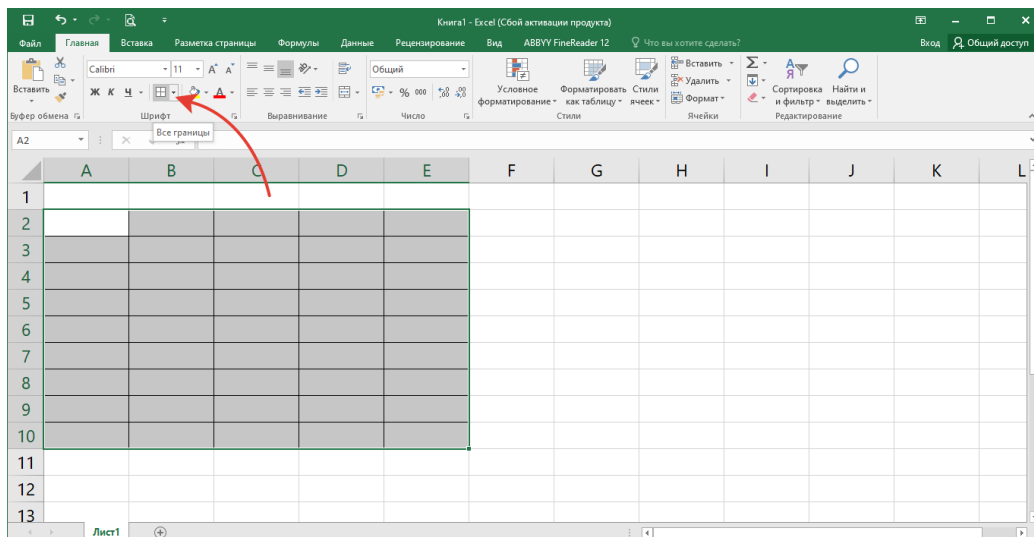 Книга1 - Excel (Сбой активации продукта)
Файл Главная Вставка Разметка страницы Формулы Данные Рецензирование Вид ABBYY FineReader 12 Что вы хотите сделать? Вход Общий доступ
Вставить
Calibri 11 А А
Ж К Ч А
Общий
% 000
Условное форматирование
Форматировать как таблицу
Стили ячеек
Вставить
Удалить
Формат
Сортировка и фильтр
Найти и выделить
Буфер обмена Шрифт Выравнивание Число Стили Ячейки Редактирование
A2
Все границы
A B C D E F G H I J K L
1
2
3
4
5
6
7
8
9
10
11
12
13
Лист1